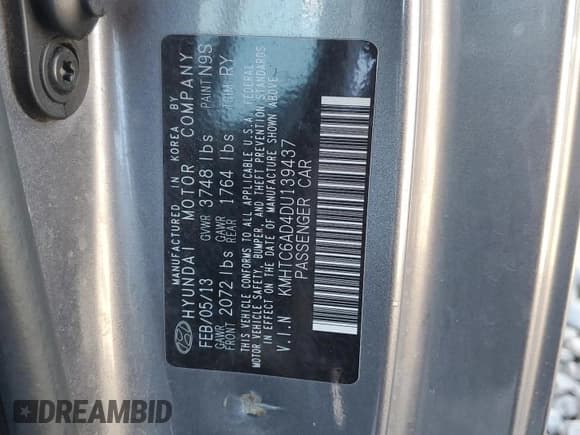 MANUFACTURED IN KOREA BY
HYUNDAI MOTOR COMPANY
FEB/05/13 GVWR 3748 lbs PAINT N9S
GAWR FRONT 2072 lbs GAWR REAR 1764 lbs TRIM RY
THIS VEHICLE CONFORMS TO ALL APPLICABLE U.S.A. FEDERAL
MOTOR VEHICLE SAFETY, BUMPER, AND THEFT PREVENTION STANDARDS
IN EFFECT ON THE DATE OF MANUFACTURE SHOWN ABOVE.
V.I.N KMHTC6AD4DU139437
PASSENGER CAR
DREAMBID